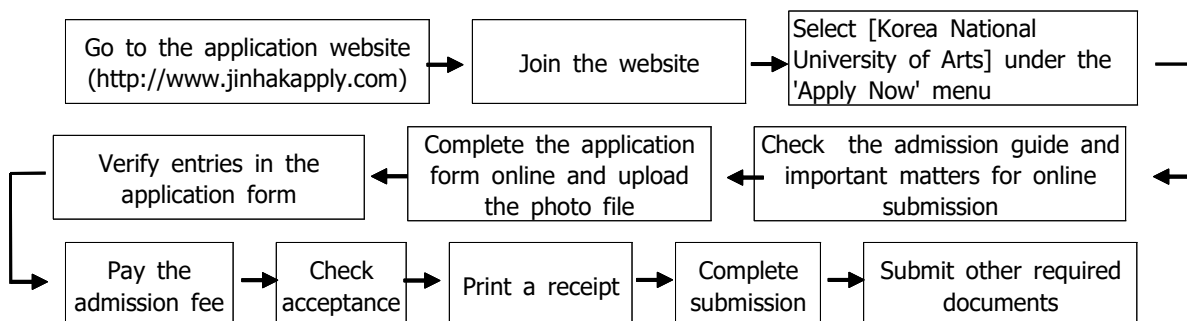 Go to the application website
(http://www.jinhakapply.com)
Join the website
Select [Korea National
University of Arts] under the
'Apply Now' menu
Check the admission guide and
important matters for online
submission
Complete the application
form online and upload
the photo file
Verify entries in the
application form
Pay the
admission fee
Check
acceptance
Print a receipt
Complete
submission
Submit other required
documents